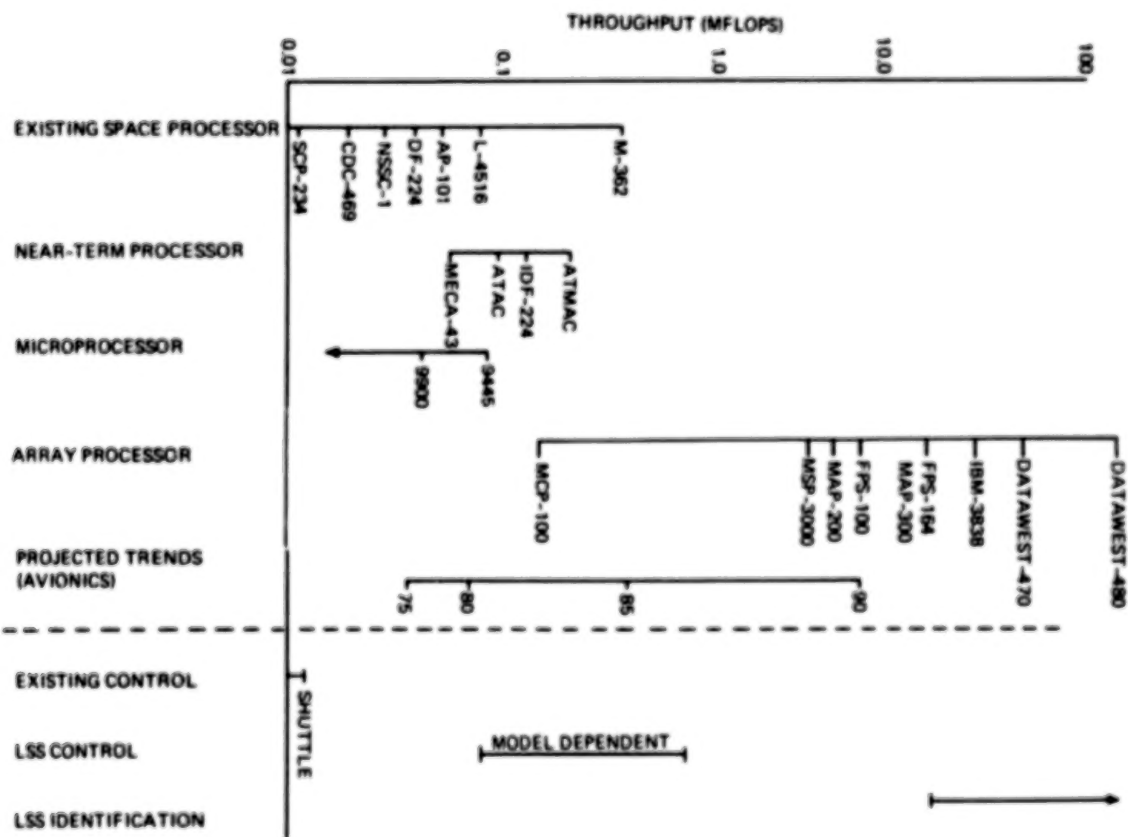 THROUGHPUT (MFLOPS)
0.01
0.1
1.0
10.0
100
EXISTING SPACE PROCESSOR
SCP-234
CDC-469
NSSC-1
DF-224
AP-101
L-4516
M-362
NEAR-TERM PROCESSOR
MECA-43
ATAC
IDF-224
ATMAC
MICROPROCESSOR
9900
9445
ARRAY PROCESSOR
MCP-100
MSP-3000
MAP-200
FPS-100
MAP-300
FPS-164
IBM-3838
DATAWEST-470
DATAWEST-480
PROJECTED TRENDS
(AVIONICS)
75
80
85
90
EXISTING CONTROL
SHUTTLE
LSS CONTROL
MODEL DEPENDENT
LSS IDENTIFICATION